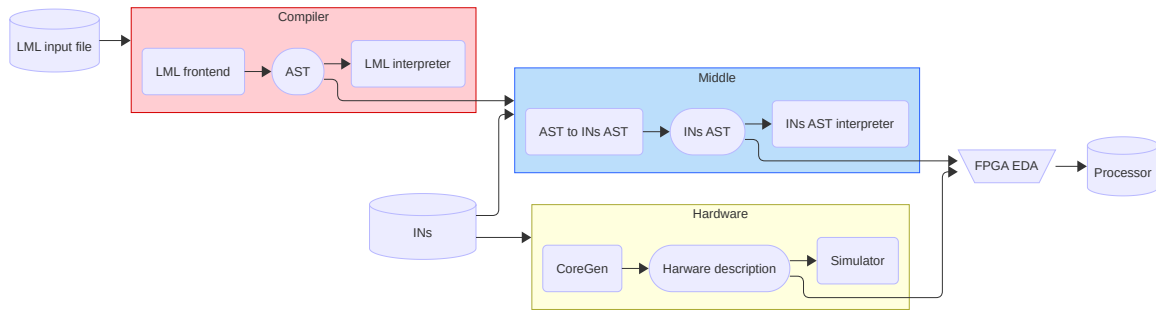 Compiler
LML input file
LML frontend
AST
LML interpreter
Middle
AST to INs AST
INs AST
INs AST interpreter
FPGA EDA
Processor
INs
Hardware
CoreGen
Harware description
Simulator